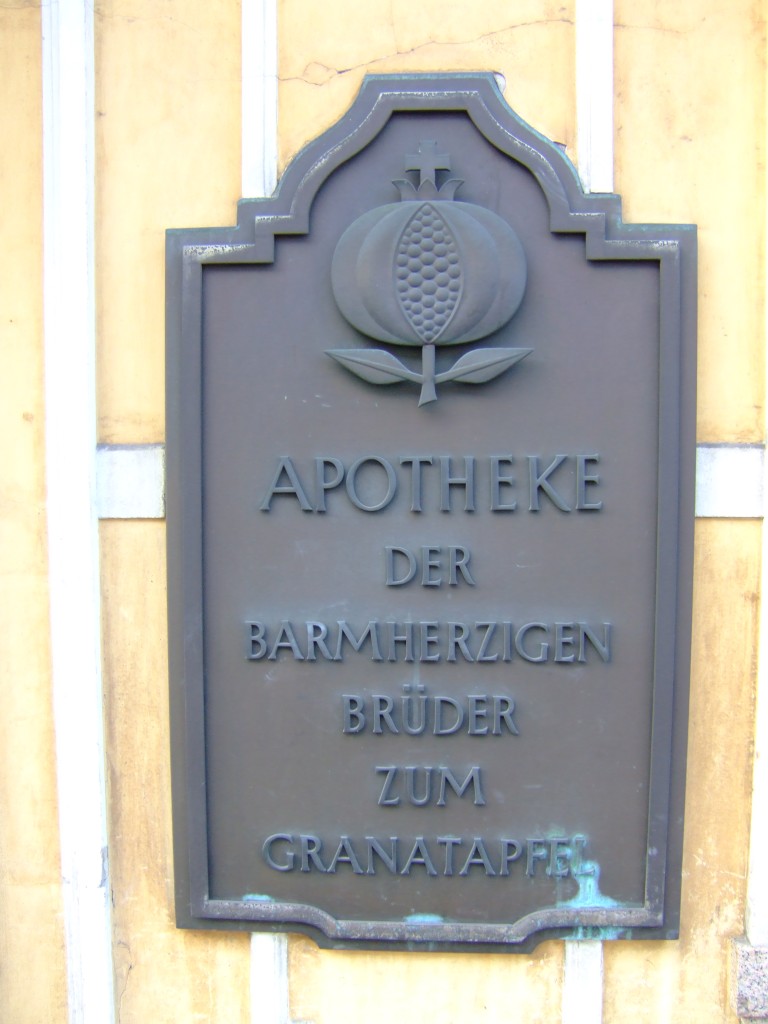 APOTHEKE
DER
BARMHERZIGEN
BRÜDER
ZUM
GRANATAPFEL